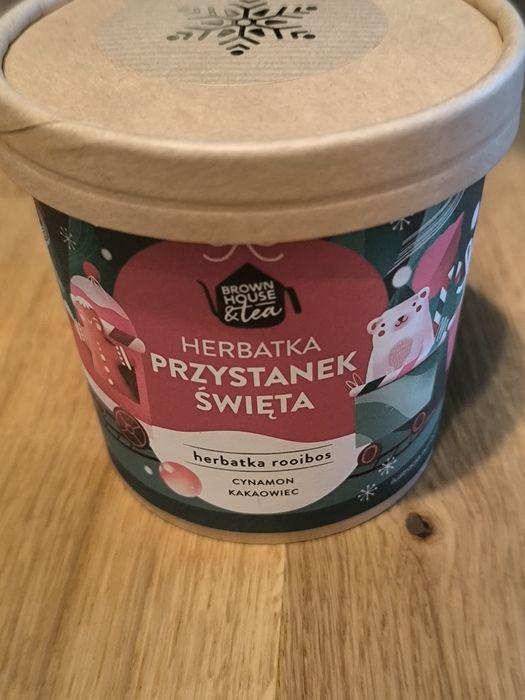 BROWN
HOUSE
& tea
HERBATKA
PRZYSTANEK
ŚWIĘTA
herbatka rooibos
CYNAMON
KAKAOWIEC